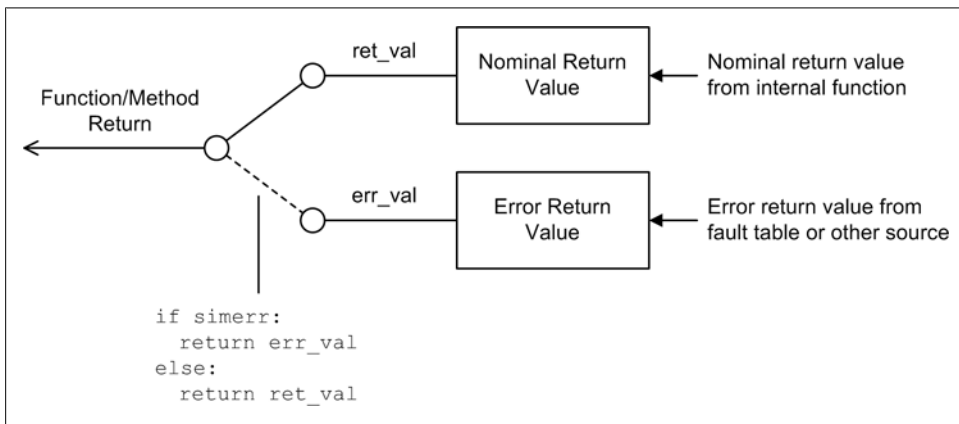 ret_val
Nominal Return
Value
Nominal return value
from internal function
Function/Method
Return
err_val
Error Return
Value
Error return value from
fault table or other source
if simerr:
  return err_val
else:
  return ret_val